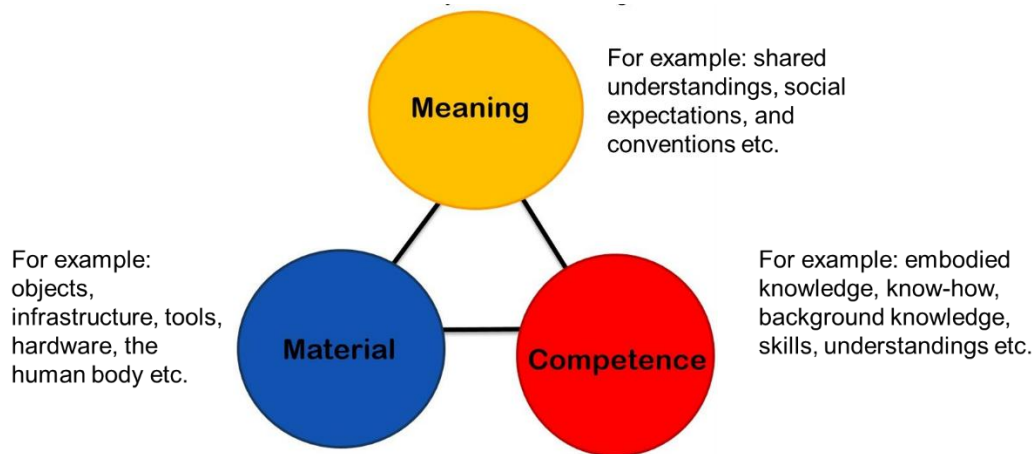 Meaning
For example: shared
understandings, social
expectations, and
conventions etc.
For example:
objects,
infrastructure, tools,
hardware, the
human body etc.
Material
Competence
For example: embodied
knowledge, know-how,
background knowledge,
skills, understandings etc.